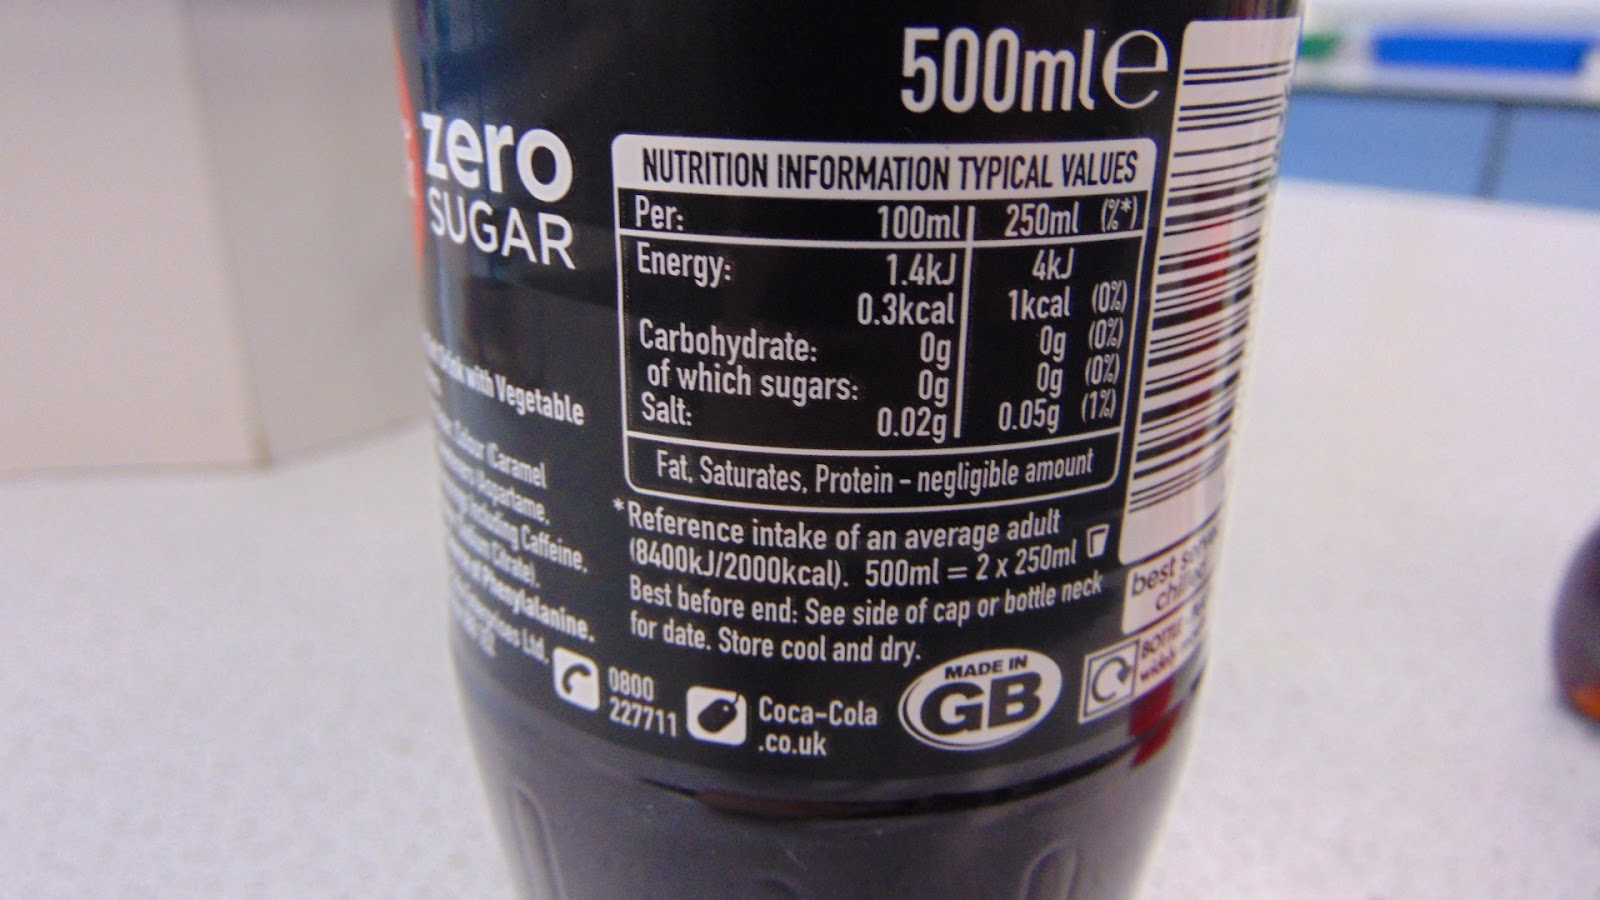 500ml e
zero
SUGAR
NUTRITION INFORMATION TYPICAL VALUES
Per: 100ml 250ml (%*)
Energy: 1.4kJ 4kJ
0.3kcal 1kcal (0%)
Carbohydrate: 0g 0g (0%)
of which sugars: 0g 0g (0%)
Salt: 0.02g 0.05g (1%)
Fat, Saturates, Protein - negligible amount
*Reference intake of an average adult
(8400kJ/2000kcal). 500ml = 2 x 250ml
Best before end: See side of cap or bottle neck
for date. Store cool and dry.
with Vegetable
Colour (Caramel
Aspartame,
including Caffeine,
Citrate).
of Phenylalanine.
Ltd.
0800
227711
Coca-Cola
.co.uk
MADE IN
GB
best
BOTTLE
widely